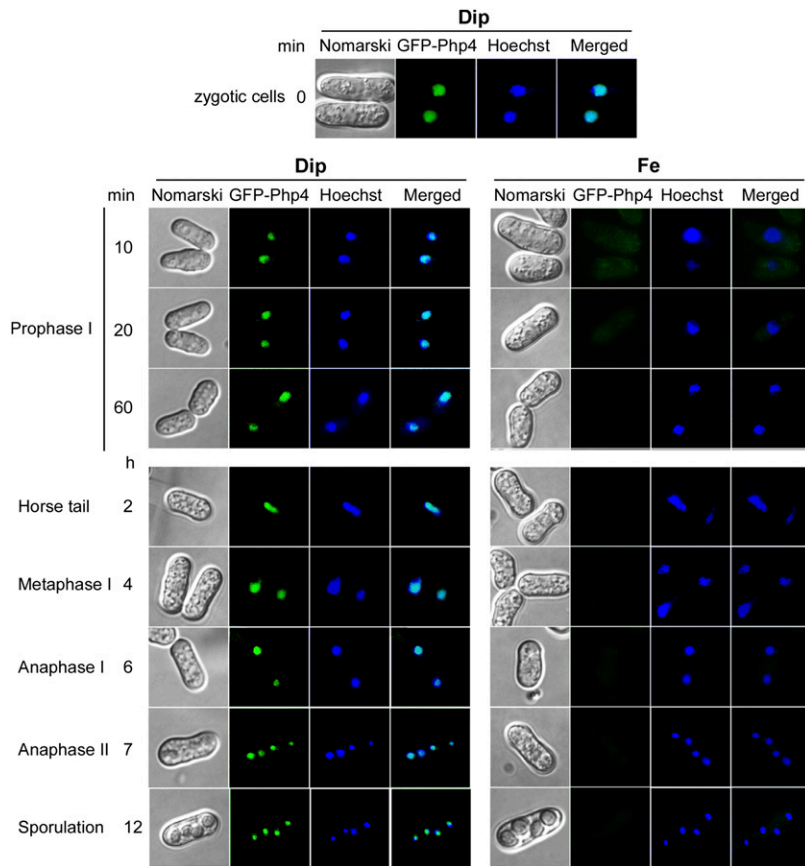 Dip
min Nomarski GFP-Php4 Hoechst Merged
zygotic cells 0
Dip Fe
min Nomarski GFP-Php4 Hoechst Merged Nomarski GFP-Php4 Hoechst Merged
10
Prophase I 20
60
h
Horse tail 2
Metaphase I 4
Anaphase I 6
Anaphase II 7
Sporulation 12